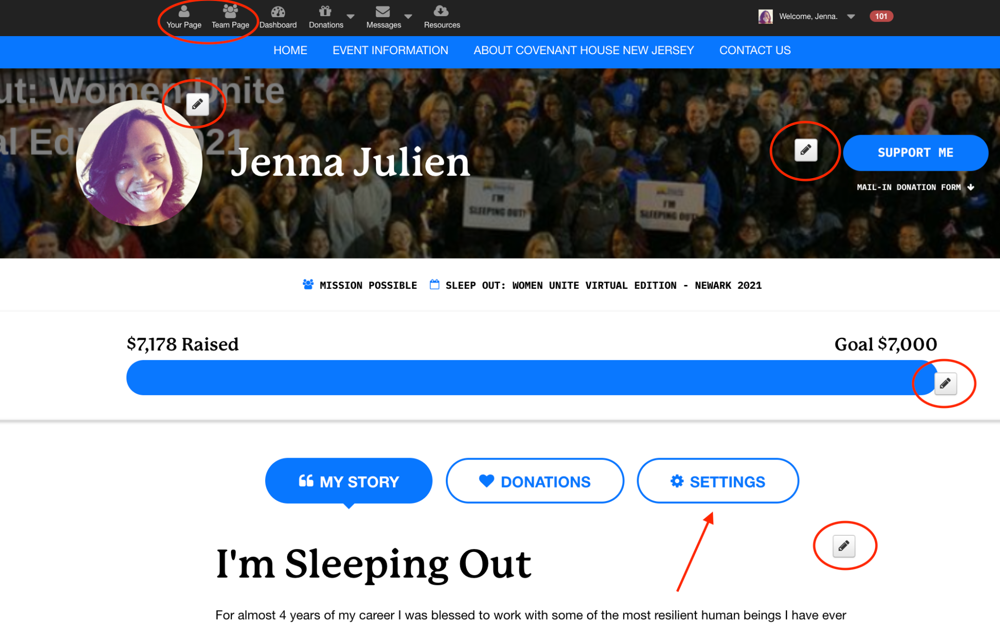 Your Page Team Page Dashboard Donations Messages Resources Welcome, Jenna. 101
HOME EVENT INFORMATION ABOUT COVENANT HOUSE NEW JERSEY CONTACT US
ut: Women Unite
al Edi 021
Jenna Julien
SUPPORT ME
MAIL-IN DONATION FORM
I'M
SLEEPING OUT!
I'M
SLEEPING OUT!
MISSION POSSIBLE SLEEP OUT: WOMEN UNITE VIRTUAL EDITION - NEWARK 2021
$7,178 Raised Goal $7,000
MY STORY DONATIONS SETTINGS
I'm Sleeping Out
For almost 4 years of my career I was blessed to work with some of the most resilient human beings I have ever